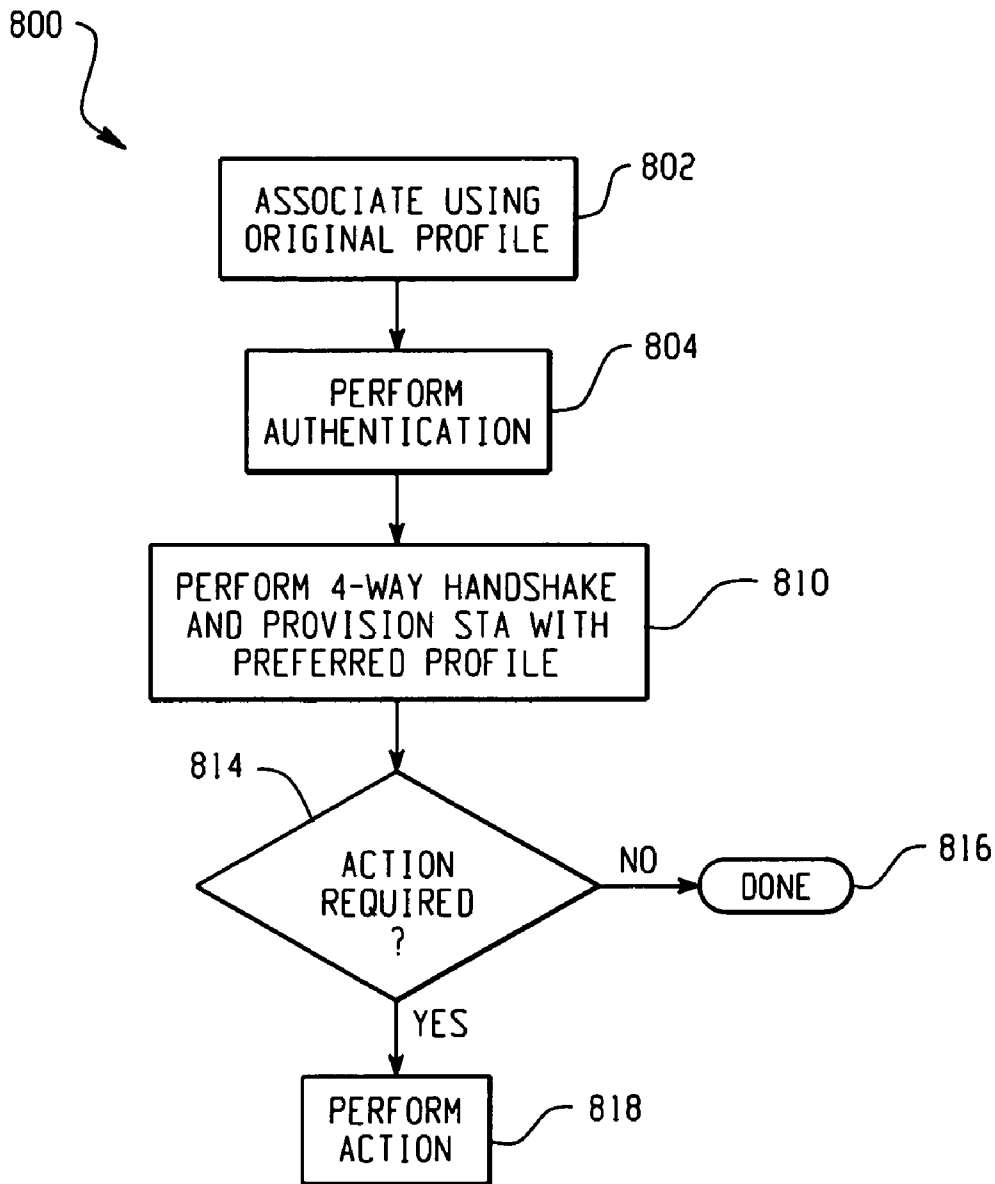 800
ASSOCIATE USING
ORIGINAL PROFILE
802
PERFORM
AUTHENTICATION
804
PERFORM 4-WAY HANDSHAKE
AND PROVISION STA WITH
PREFERRED PROFILE
810
814
ACTION
REQUIRED
?
NO
DONE
816
YES
PERFORM
ACTION
818